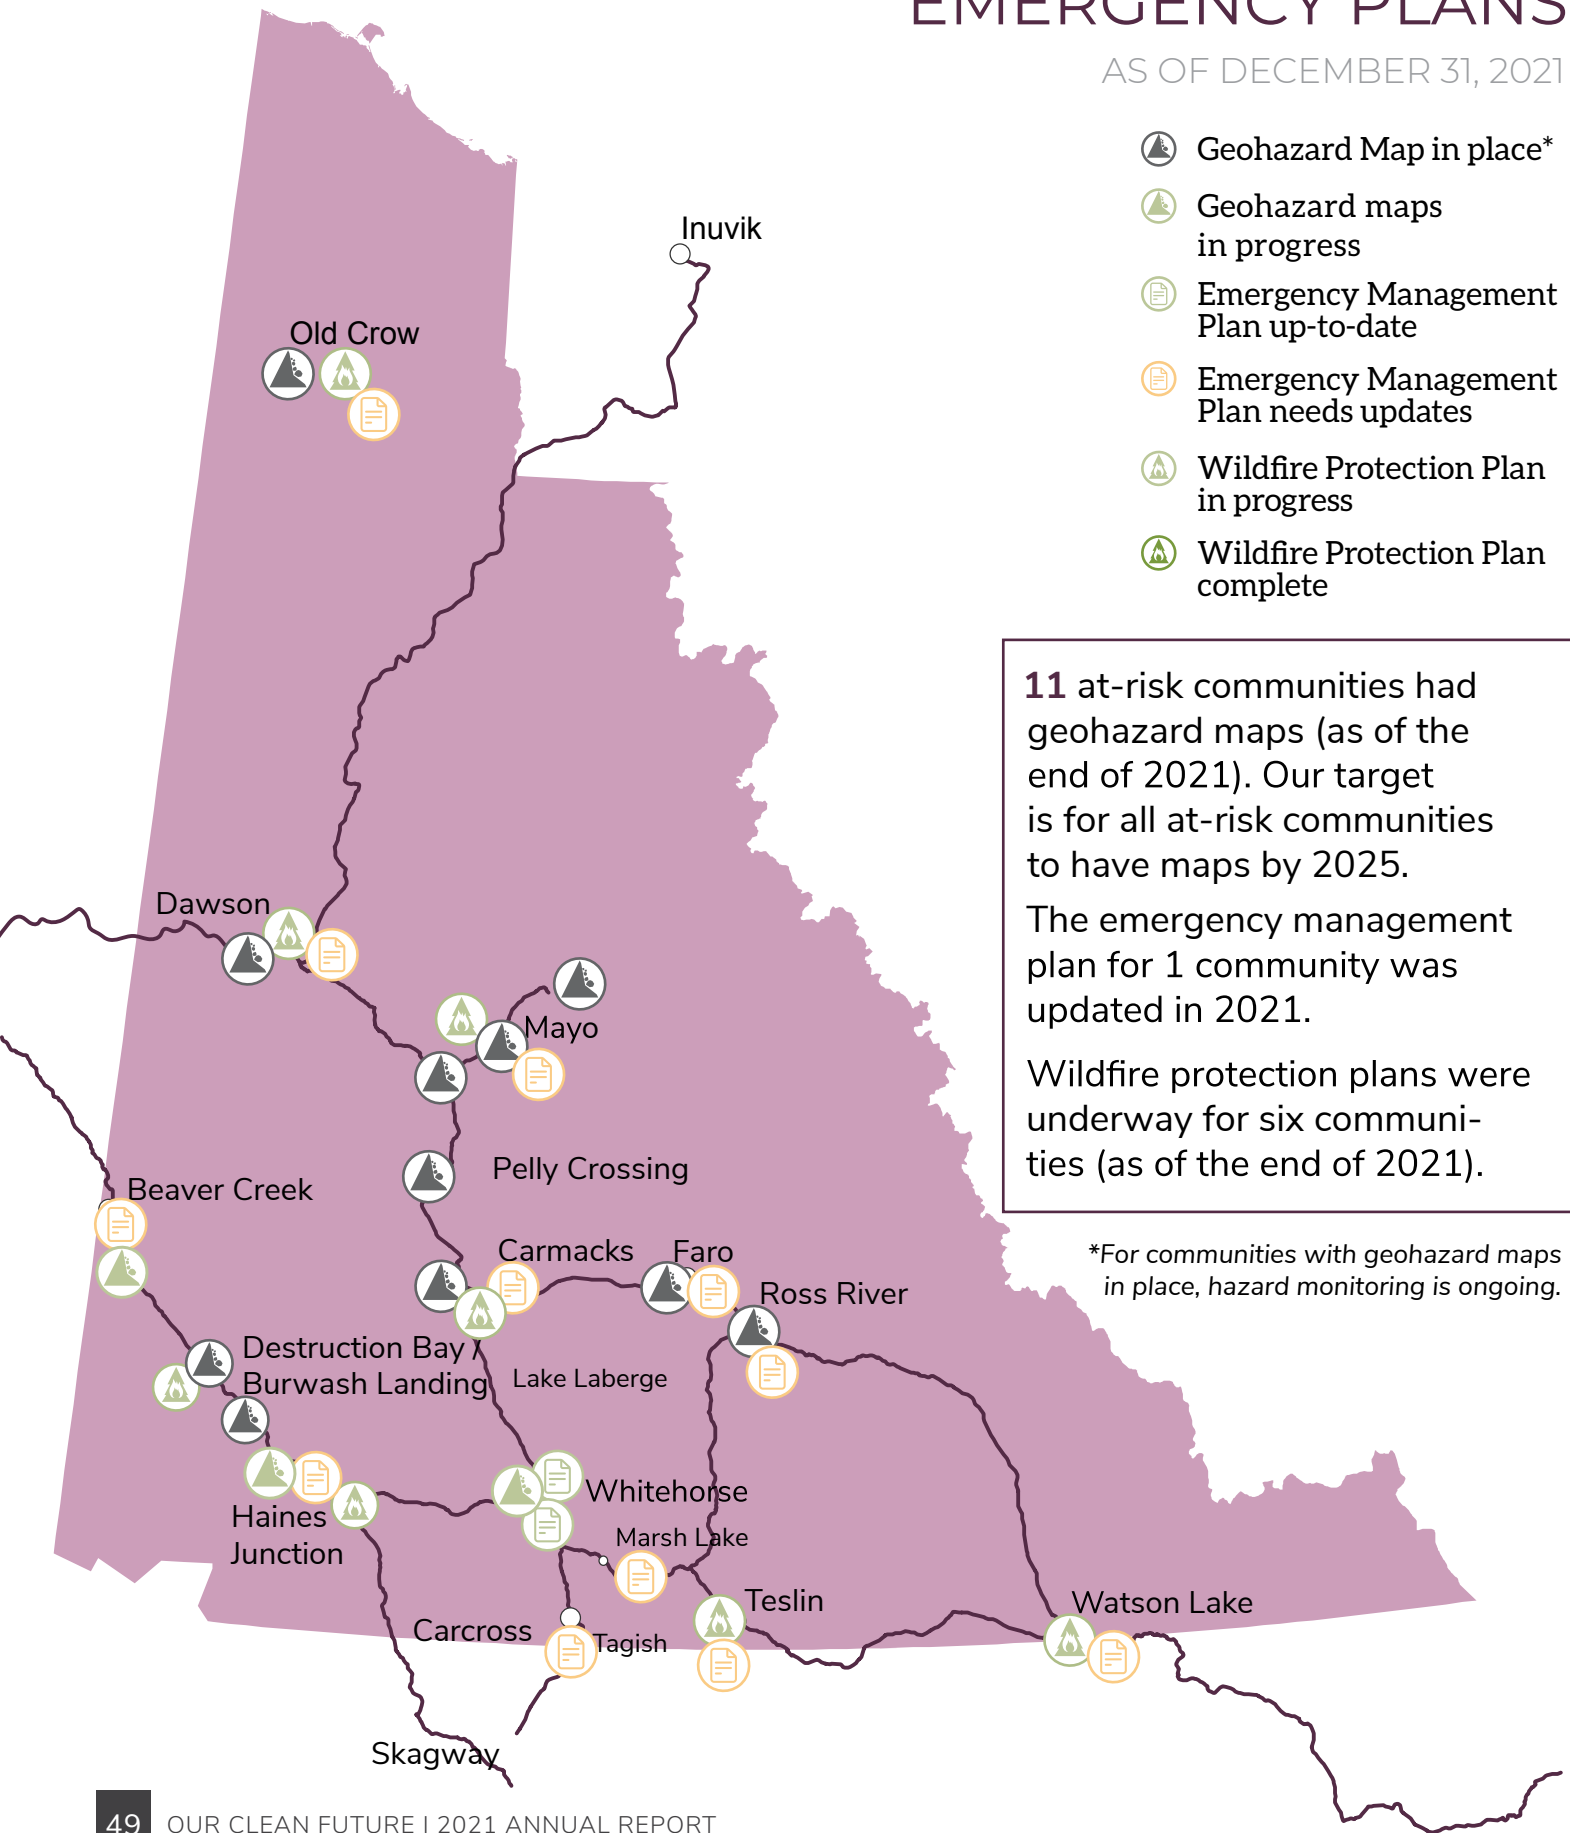 EMERGENCY PLANS
AS OF DECEMBER 31, 2021
Geohazard Map in place*
Geohazard maps
in progress
Emergency Management
Plan up-to-date
Emergency Management
Plan needs updates
Wildfire Protection Plan
in progress
Wildfire Protection Plan
complete
Inuvik
Old Crow
11 at-risk communities had
geohazard maps (as of the
end of 2021). Our target
is for all at-risk communities
to have maps by 2025.
The emergency management
plan for 1 community was
updated in 2021.
Wildfire protection plans were
underway for six communi-
ties (as of the end of 2021).
*For communities with geohazard maps
in place, hazard monitoring is ongoing.
Dawson
Mayo
Pelly Crossing
Beaver Creek
Carmacks
Faro
Ross River
Destruction Bay /
Burwash Landing
Lake Laberge
Whitehorse
Haines
Junction
Marsh Lake
Teslin
Watson Lake
Carcross
Tagish
Skagway
49 OUR CLEAN FUTURE | 2021 ANNUAL REPORT